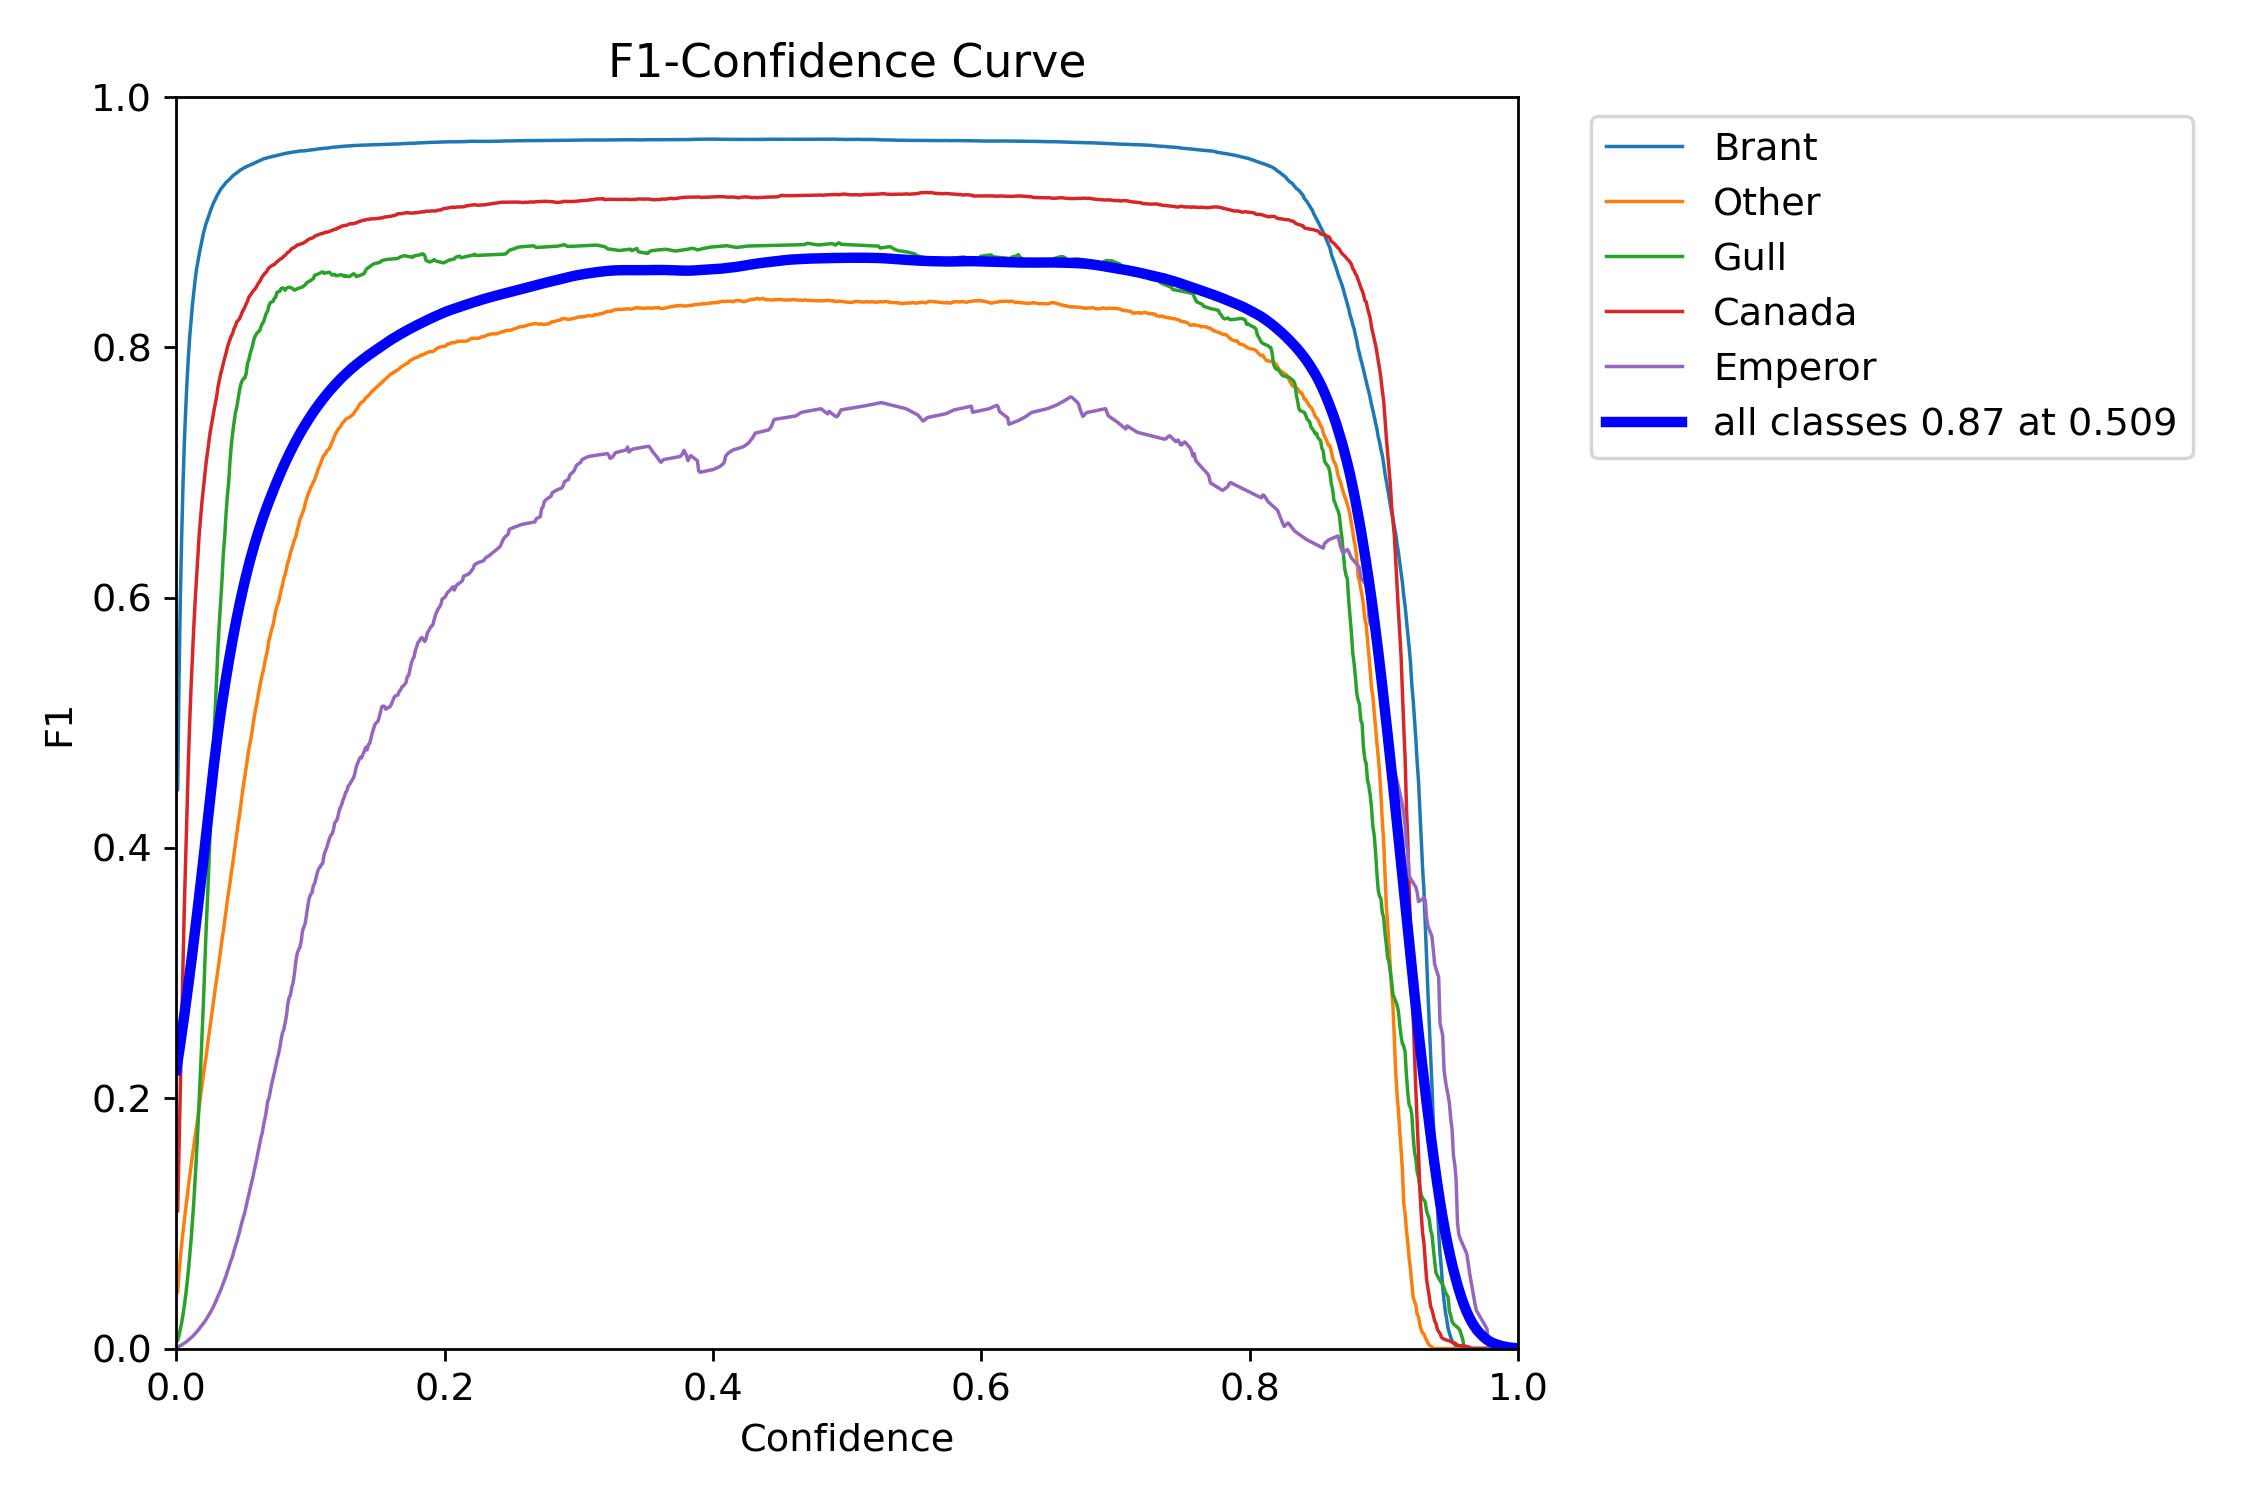 F1-Confidence Curve
1.0
0.8
0.6
0.4
0.2
0.0
F1
0.0 0.2 0.4 0.6 0.8 1.0
Confidence
Brant
Other
Gull
Canada
Emperor
all classes 0.87 at 0.509